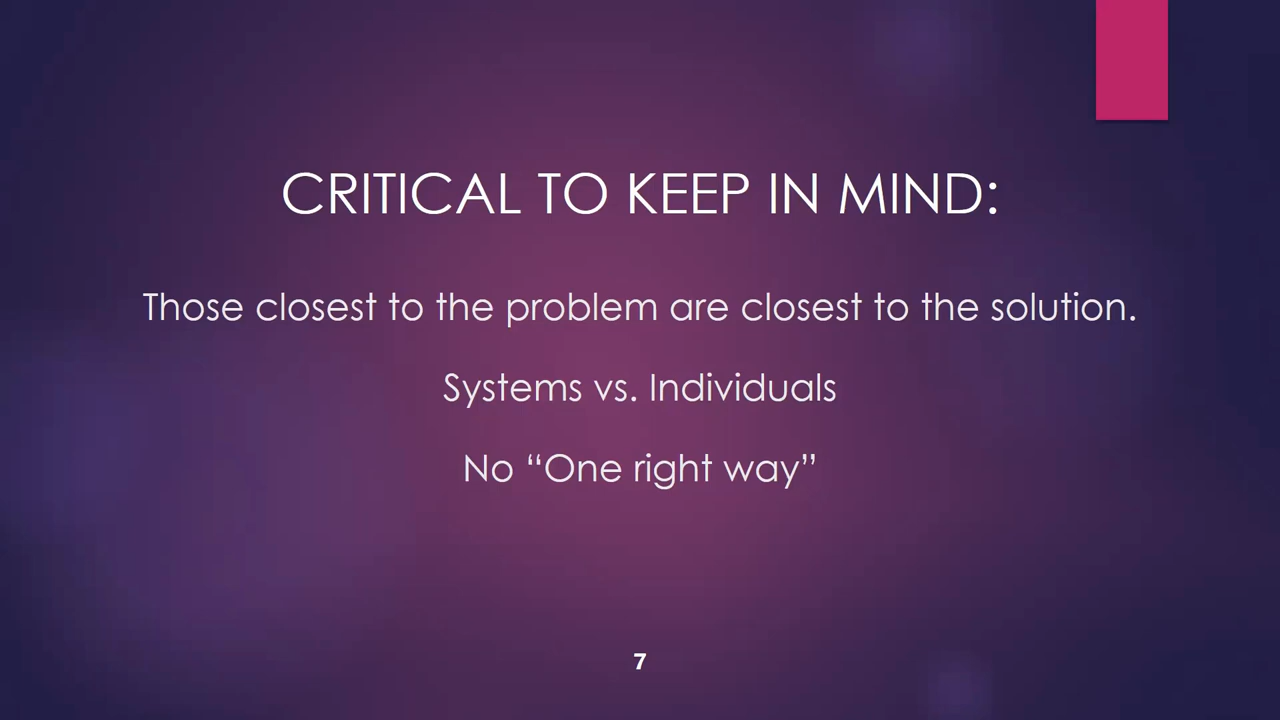 CRITICAL TO KEEP IN MIND:
Those closest to the problem are closest to the solution.
Systems vs. Individuals
No “One right way”
7